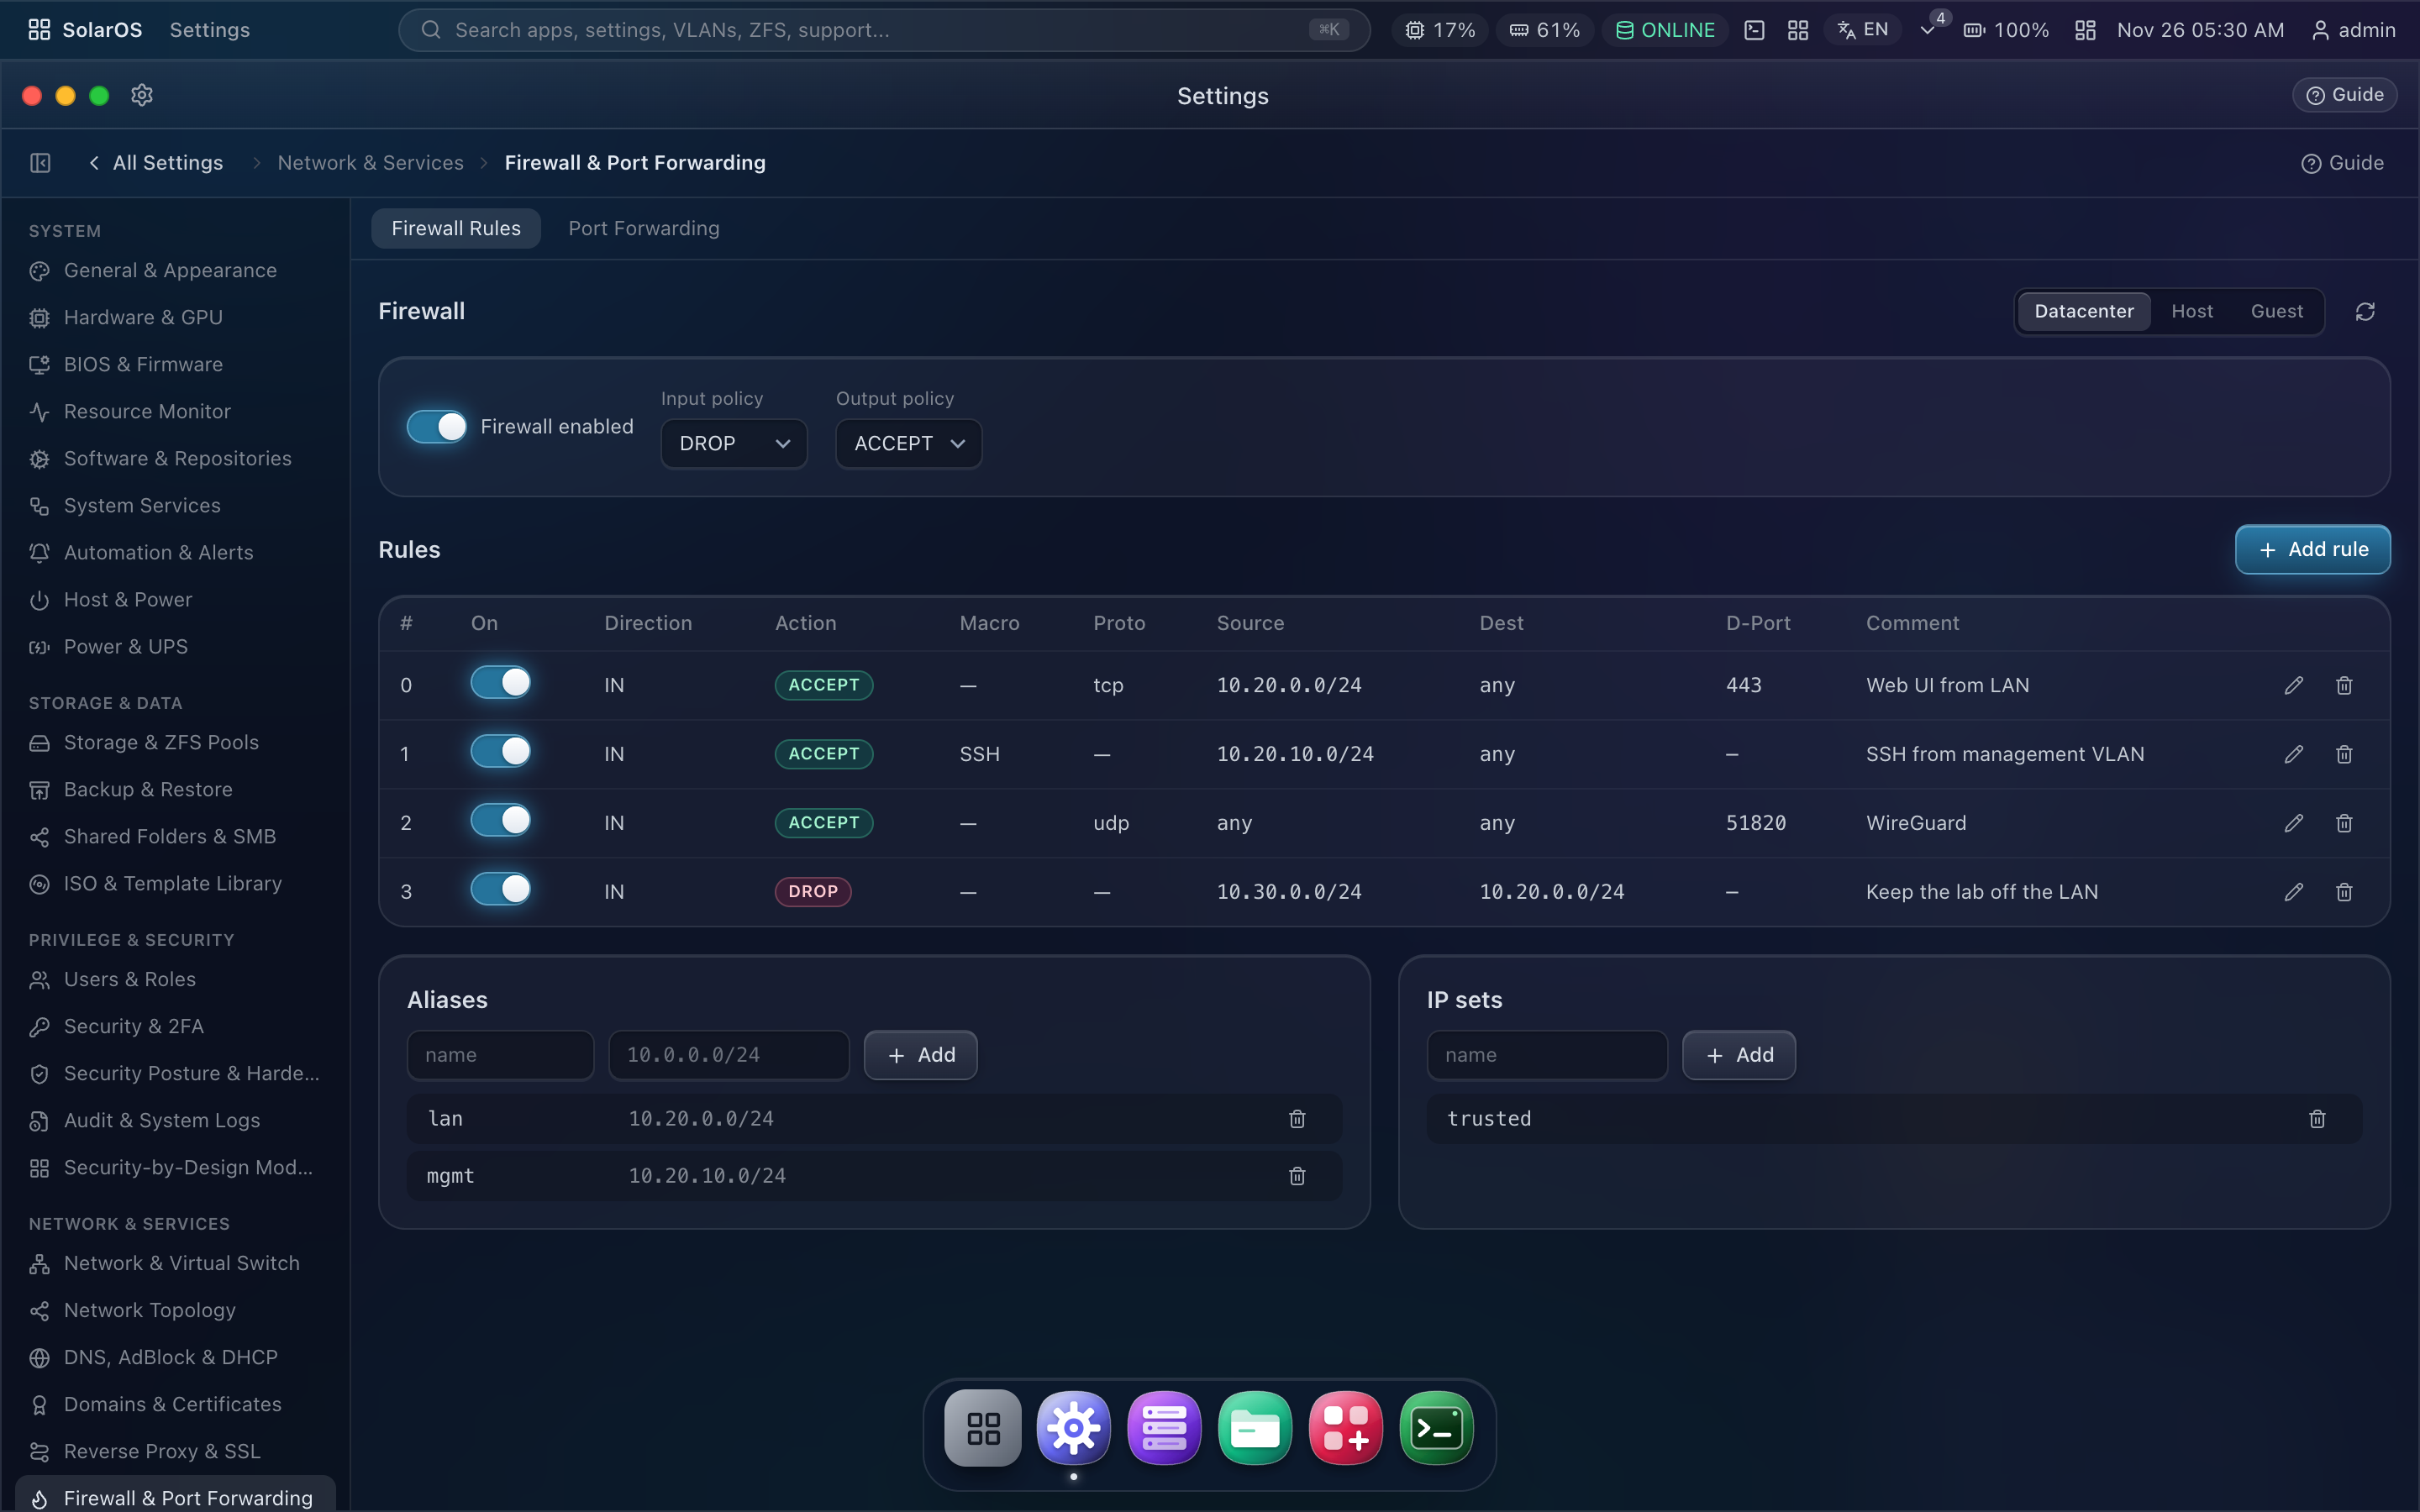 SolarOS Settings Search apps, settings, VLANs, ZFS, support... ⌘K 17% 61% ONLINE EN 4 100% Nov 26 05:30 AM admin
Settings Guide
All Settings Network & Services Firewall & Port Forwarding Guide
SYSTEM
General & Appearance
Hardware & GPU
BIOS & Firmware
Resource Monitor
Software & Repositories
System Services
Automation & Alerts
Host & Power
Power & UPS
STORAGE & DATA
Storage & ZFS Pools
Backup & Restore
Shared Folders & SMB
ISO & Template Library
PRIVILEGE & SECURITY
Users & Roles
Security & 2FA
Security Posture & Harde...
Audit & System Logs
Security-by-Design Mod...
NETWORK & SERVICES
Network & Virtual Switch
Network Topology
DNS, AdBlock & DHCP
Domains & Certificates
Reverse Proxy & SSL
Firewall & Port Forwarding
Firewall Rules Port Forwarding
Firewall Datacenter Host Guest
Input policy Output policy
Firewall enabled DROP ACCEPT
Rules + Add rule
# On Direction Action Macro Proto Source Dest D-Port Comment
0 IN ACCEPT — tcp 10.20.0.0/24 any 443 Web UI from LAN
1 IN ACCEPT SSH — 10.20.10.0/24 any – SSH from management VLAN
2 IN ACCEPT — udp any any 51820 WireGuard
3 IN DROP — — 10.30.0.0/24 10.20.0.0/24 – Keep the lab off the LAN
Aliases
name 10.0.0.0/24 + Add
lan 10.20.0.0/24
mgmt 10.20.10.0/24
IP sets
name + Add
trusted